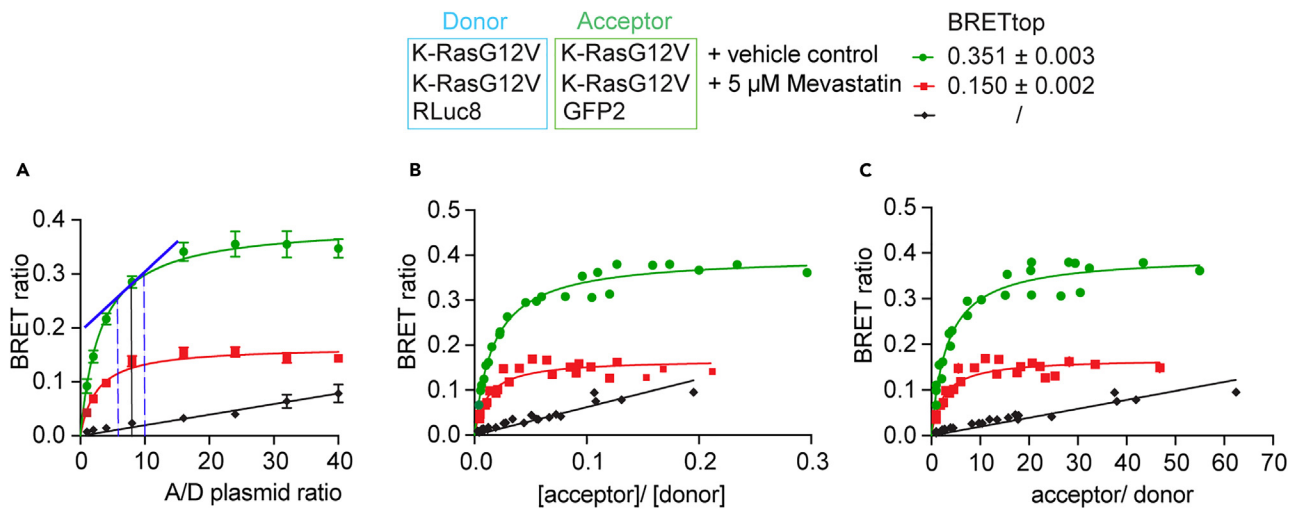 Donor Acceptor BRETtop
K-RasG12V K-RasG12V + vehicle control 0.351 ± 0.003
K-RasG12V K-RasG12V + 5 µM Mevastatin 0.150 ± 0.002
RLuc8 GFP2 /
A B C
BRET ratio
0.4
0.3
0.2
0.1
0.0
0 10 20 30 40
A/D plasmid ratio
BRET ratio
0.5
0.4
0.3
0.2
0.1
0.0
0.0 0.1 0.2 0.3
[acceptor]/ [donor]
BRET ratio
0.5
0.4
0.3
0.2
0.1
0.0
0 10 20 30 40 50 60 70
acceptor/ donor